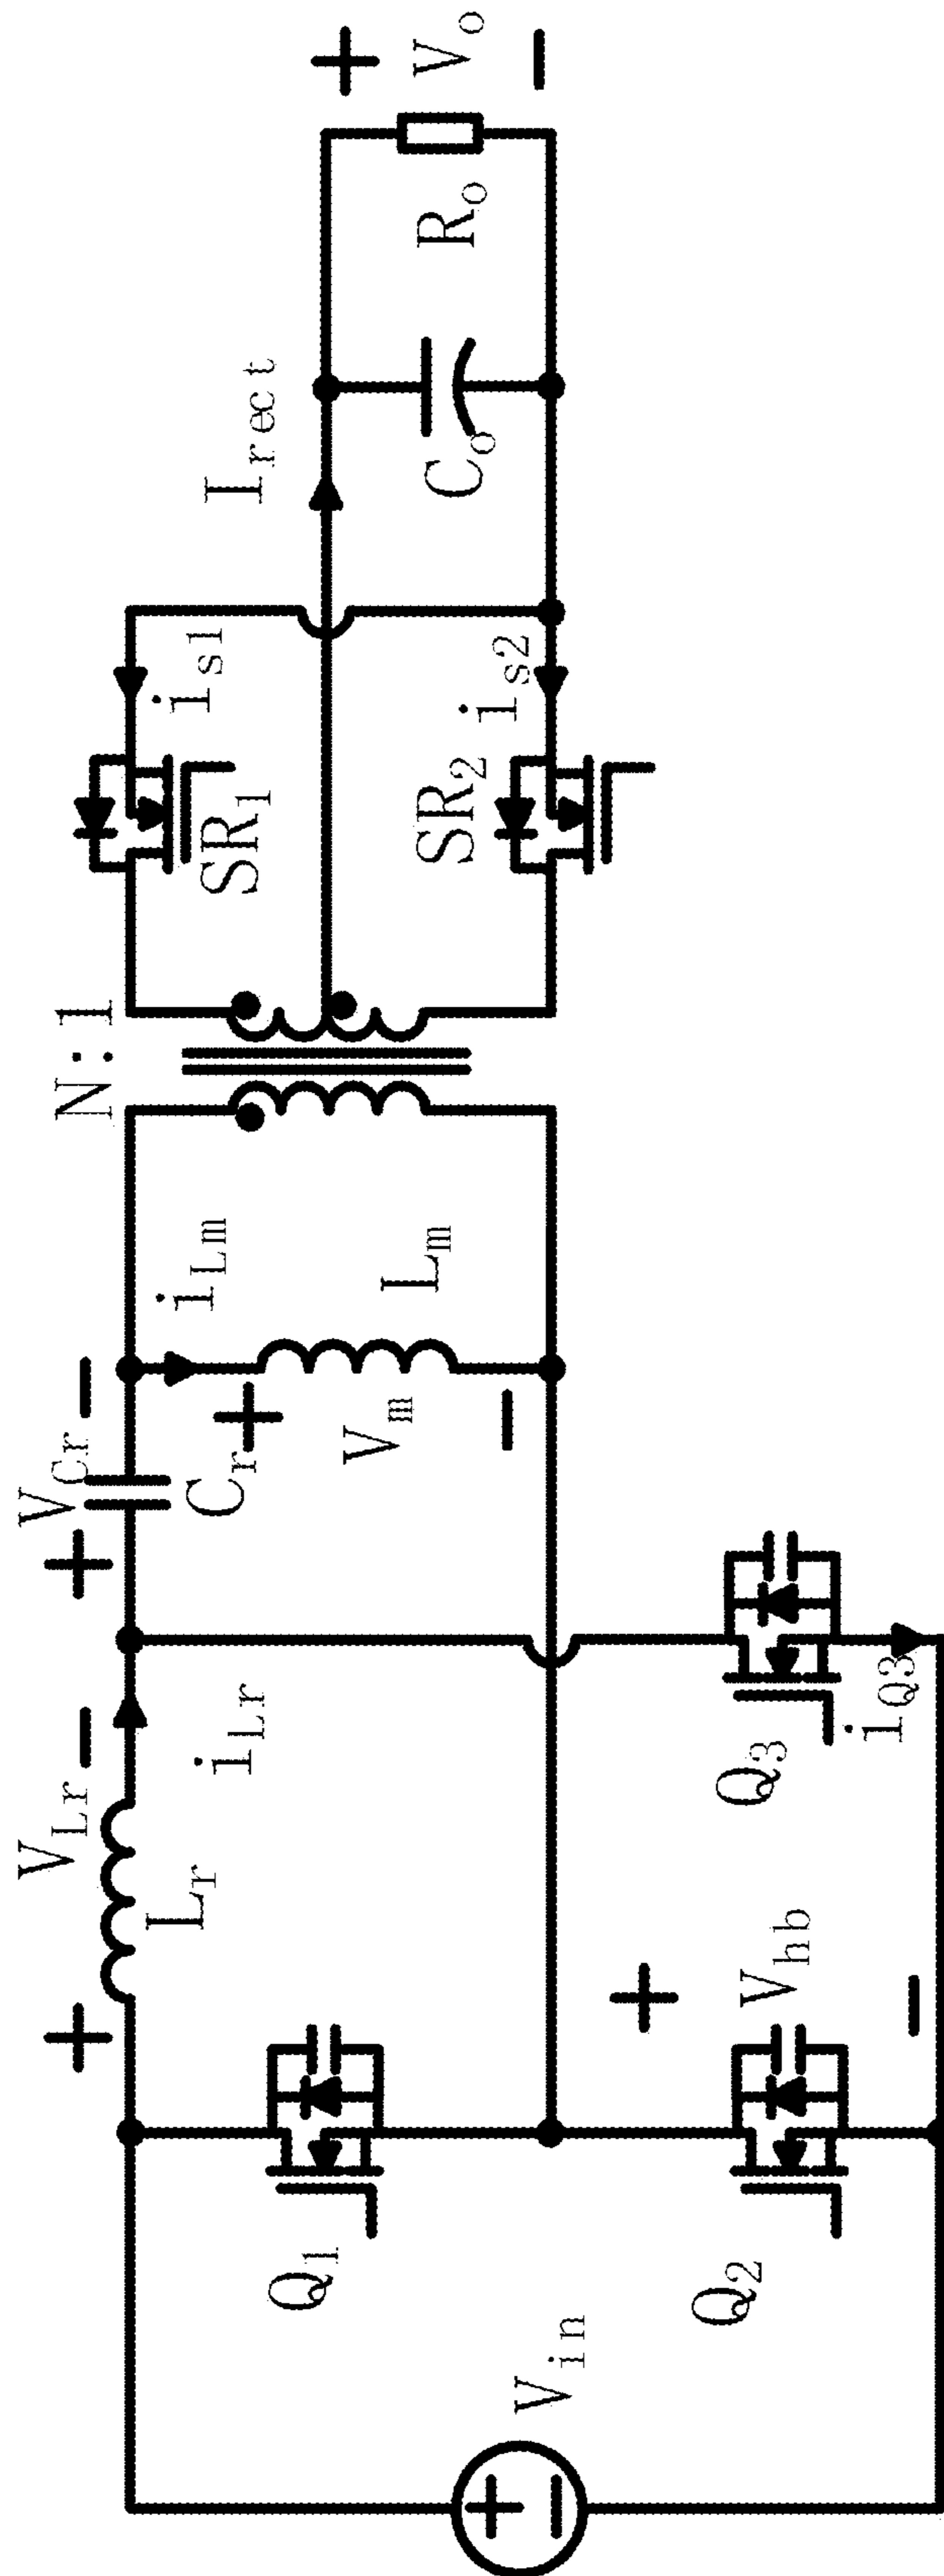 + V_Lr −
+ V_Cr −
N:1
L_r
i_Lr
C_r
i_Lm
SR_1
i_s1
I_rect
Q_1
+
V_m
−
L_m
C_o
R_o
+
V_o
−
SR_2
i_s2
+
−
V_in
Q_2
+
V_hb
−
Q_3
i_Q3